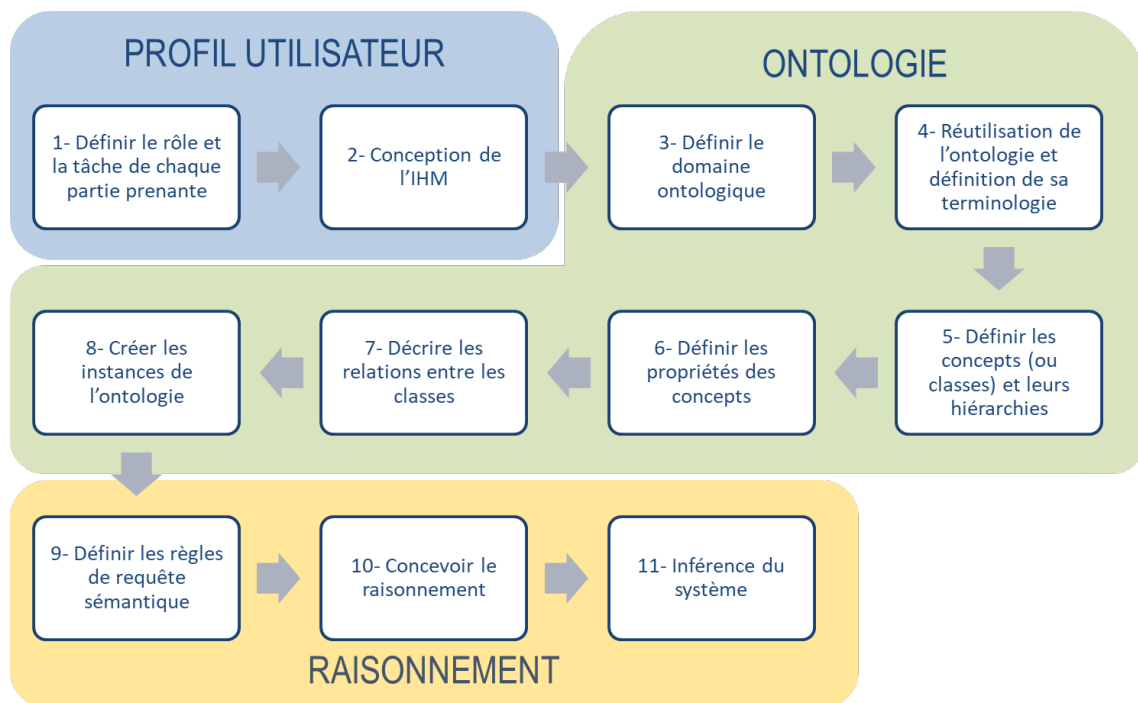 PROFIL UTILISATEUR
ONTOLOGIE
1- Définir le rôle et
la tâche de chaque
partie prenante
2- Conception de
l'IHM
3- Définir le
domaine
ontologique
4- Réutilisation de
l'ontologie et
définition de sa
terminologie
5- Définir les
concepts (ou
classes) et leurs
hiérarchies
6- Définir les
propriétés des
concepts
7- Décrire les
relations entre les
classes
8- Créer les
instances de
l'ontologie
9- Définir les règles
de requête
sémantique
10- Concevoir le
raisonnement
11- Inférence du
système
RAISONNEMENT